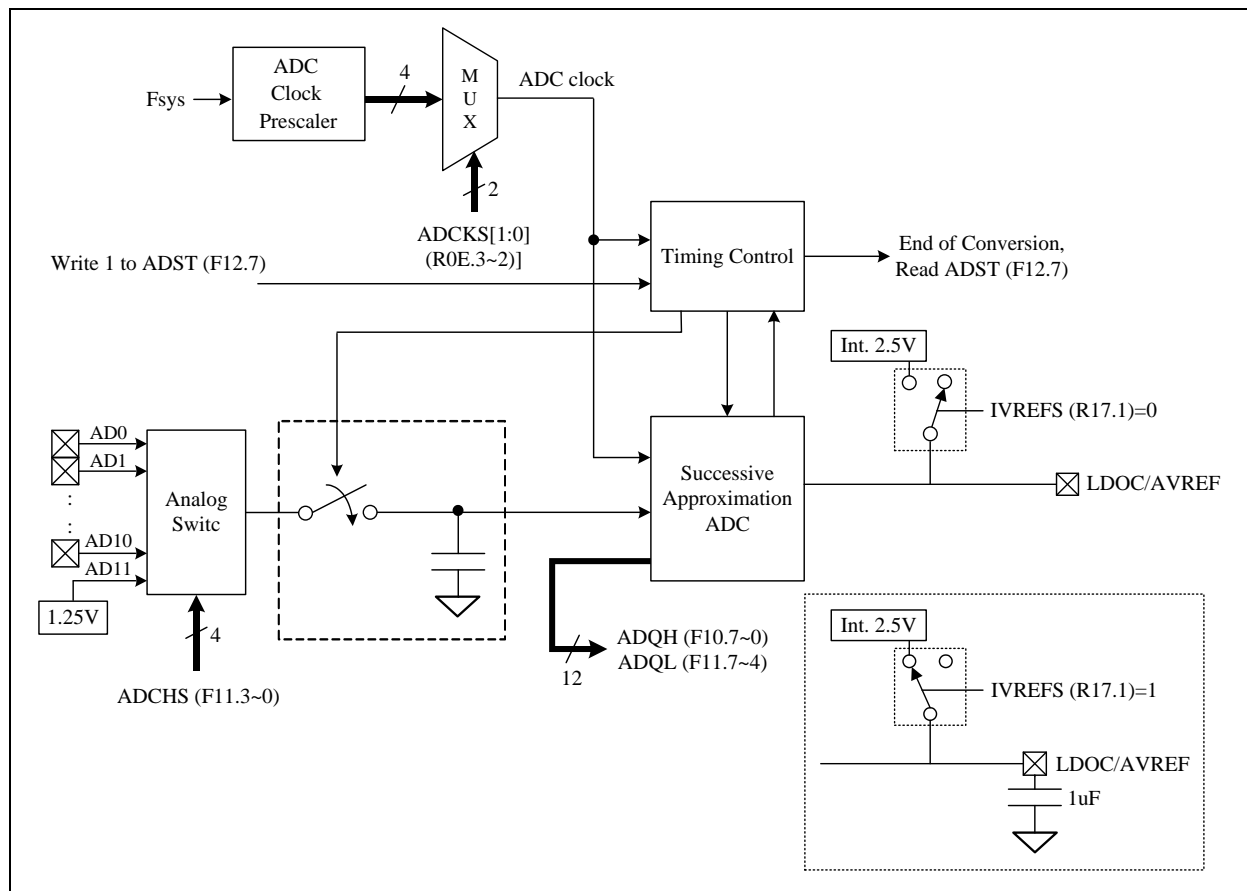 ADC
Clock
Prescaler
Fsys
4
M
U
X
ADC clock
2
ADCKS[1:0]
(R0E.3~2)]
Write 1 to ADST (F12.7)
Timing Control
End of Conversion,
Read ADST (F12.7)
Int. 2.5V
IVREFS (R17.1)=0
AD0
AD1
:
:
AD10
AD11
1.25V
Analog
Switc
4
ADCHS (F11.3~0)
Successive
Approximation
ADC
LDOC/AVREF
12
ADQH (F10.7~0)
ADQL (F11.7~4)
Int. 2.5V
IVREFS (R17.1)=1
LDOC/AVREF
1uF